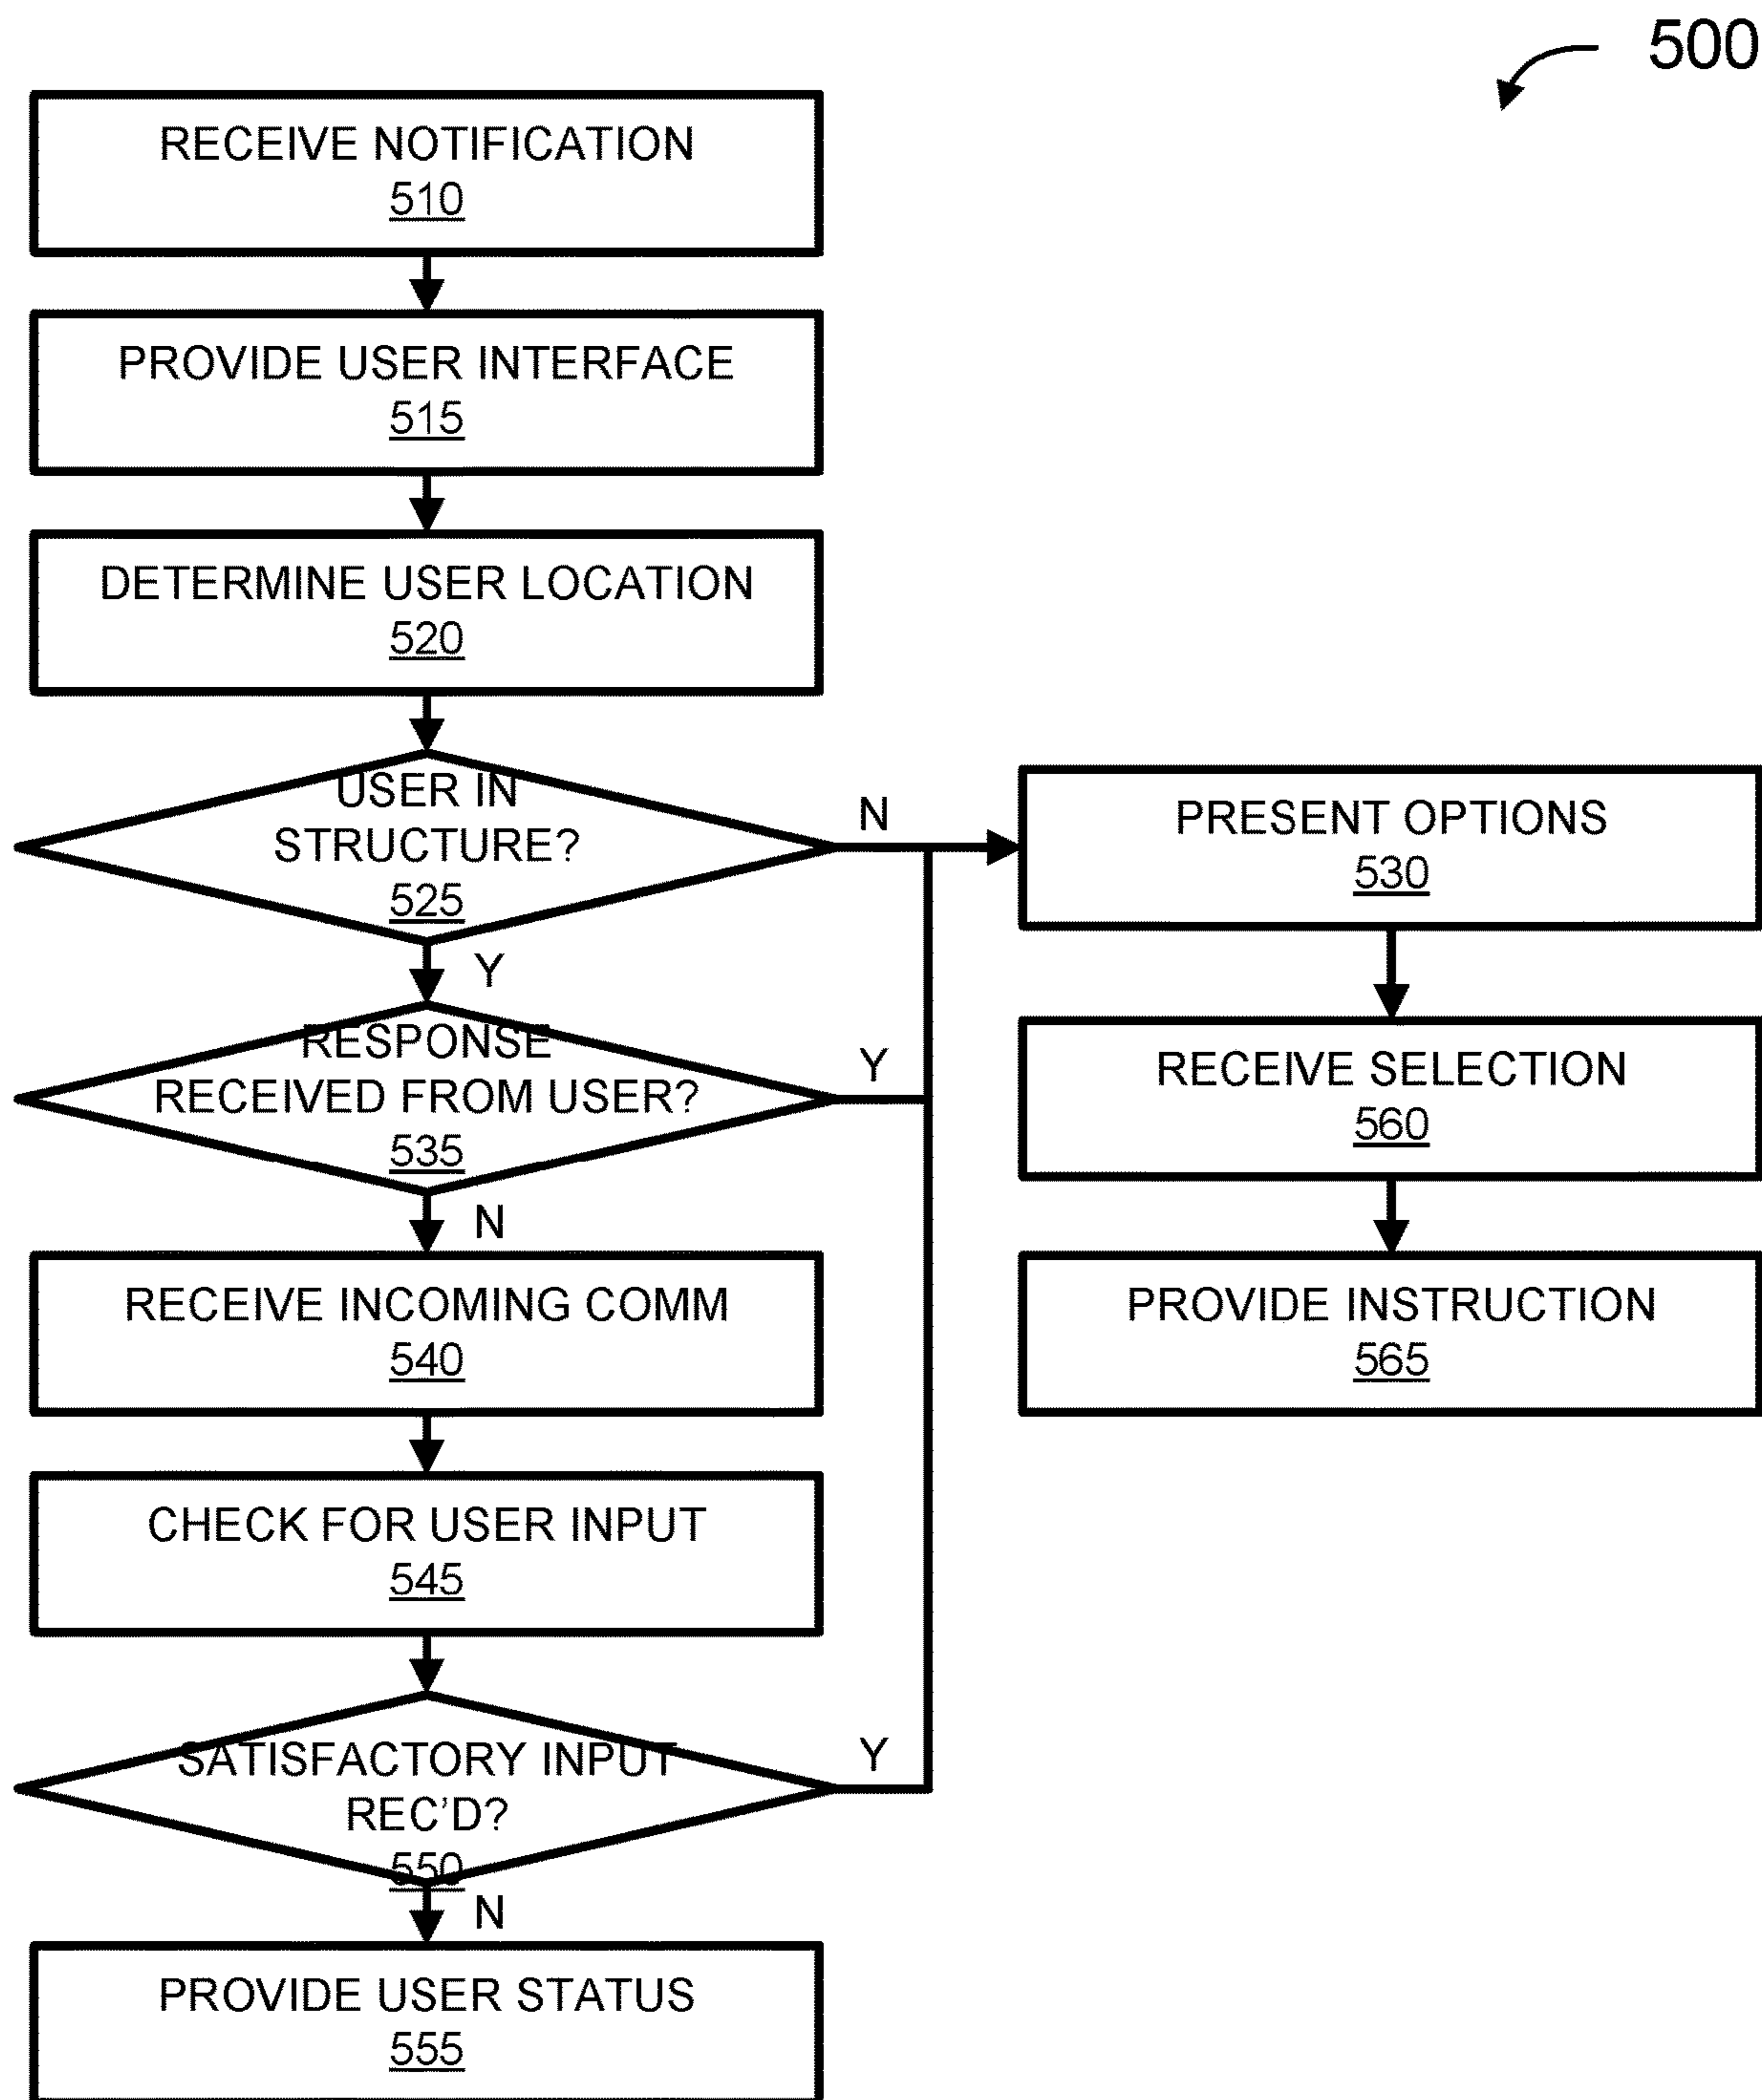 500
RECEIVE NOTIFICATION
510
PROVIDE USER INTERFACE
515
DETERMINE USER LOCATION
520
USER IN
STRUCTURE?
525
N
Y
PRESENT OPTIONS
530
RESPONSE
RECEIVED FROM USER?
535
Y
N
RECEIVE SELECTION
560
RECEIVE INCOMING COMM
540
PROVIDE INSTRUCTION
565
CHECK FOR USER INPUT
545
SATISFACTORY INPUT
REC'D?
550
Y
N
PROVIDE USER STATUS
555